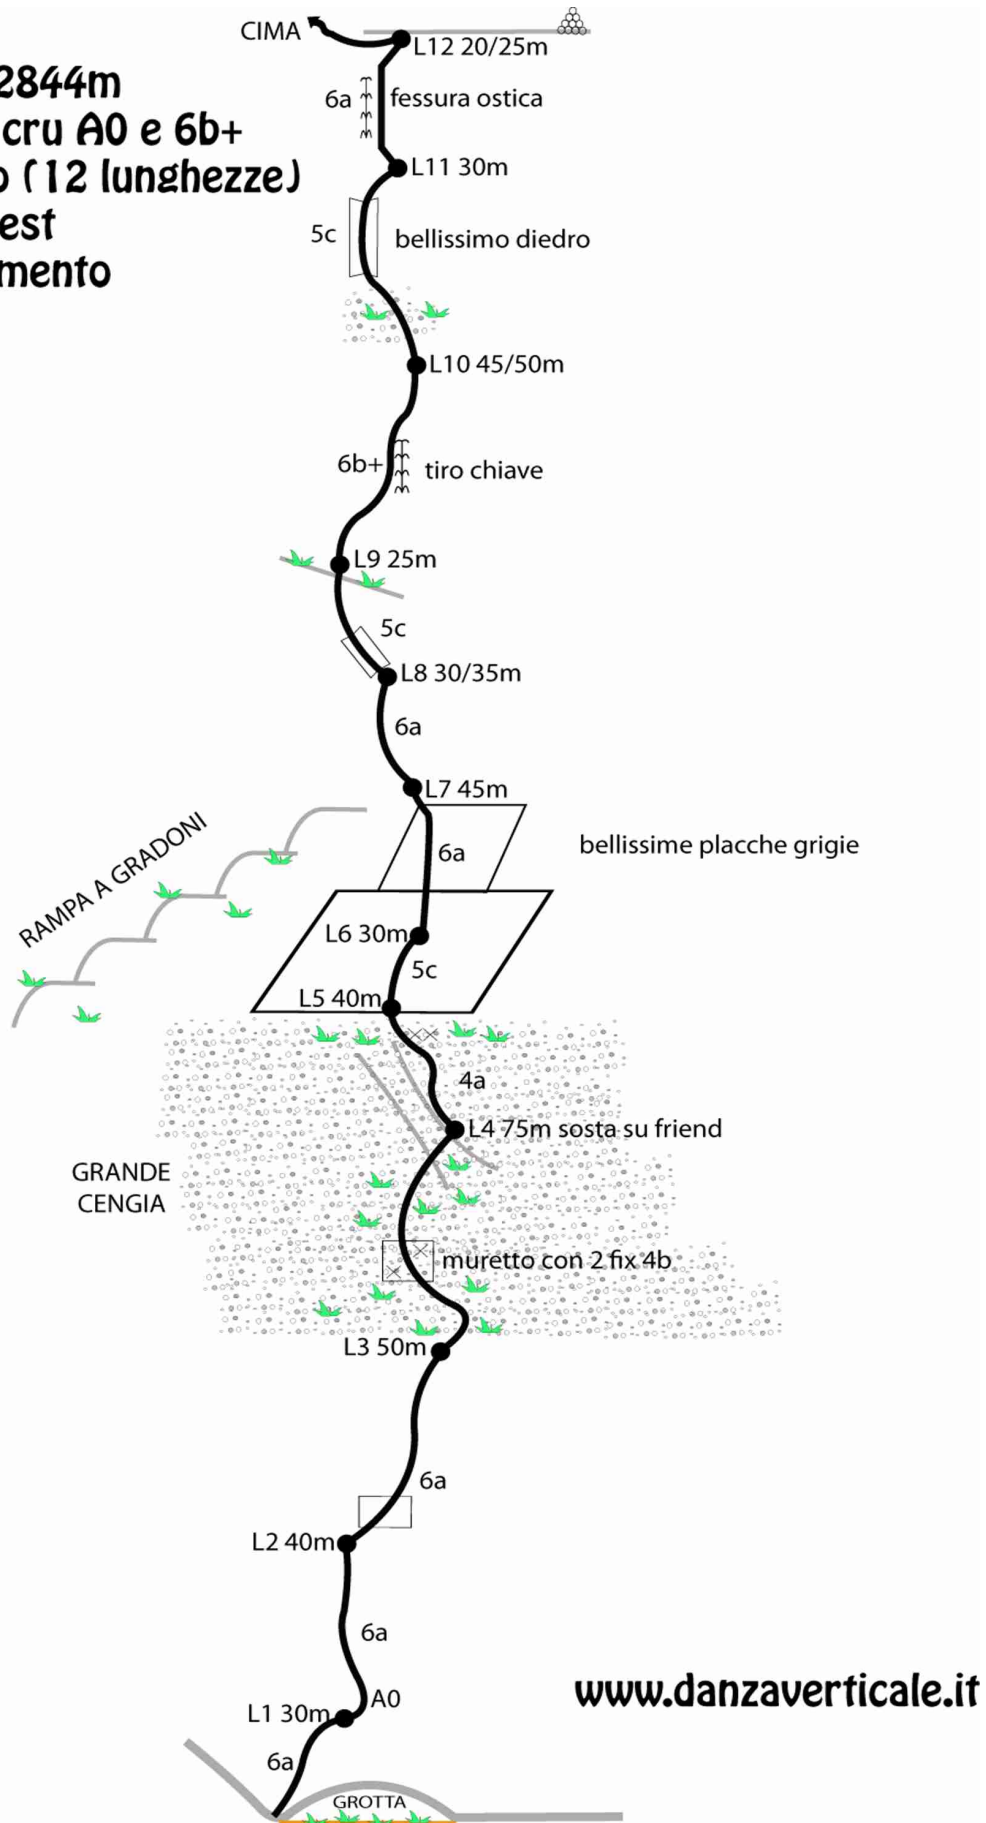 CIMA
L12 20/25m
2844m
6a
fessura ostica
cru A0 e 6b+
L11 30m
(12 lunghezze)
est
5c
bellissimo diedro
mento
L10 45/50m
6b+
tiro chiave
L9 25m
5c
L8 30/35m
6a
L7 45m
RAMPA A GRADONI
6a
bellissime placche grigie
L6 30m
5c
L5 40m
4a
L4 75m sosta su friend
GRANDE
CENGIA
muretto con 2 fix 4b
L3 50m
6a
L2 40m
6a
www.danzaverticale.it
A0
L1 30m
6a
GROTTA